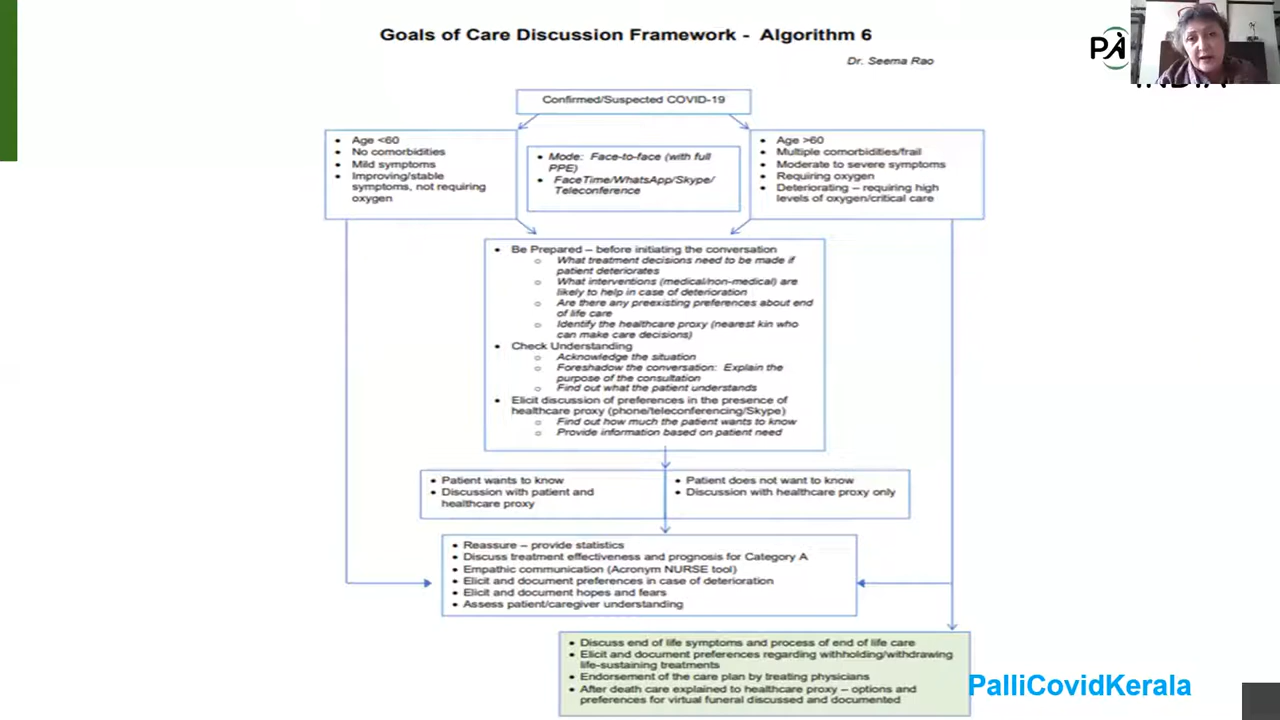 Goals of Care Discussion Framework - Algorithm 6
Dr. Seema Rao
PA
INDIA
Confirmed/Suspected COVID-19
• Age <60
• No comorbidities
• Mild symptoms
• Improving/stable
symptoms, not requiring
oxygen
• Mode: Face-to-face (with full
PPE)
• FaceTime/WhatsApp/Skype/
Teleconference
• Age >60
• Multiple comorbidities/frail
• Moderate to severe symptoms
• Requiring oxygen
• Deteriorating – requiring high
levels of oxygen/critical care
• Be Prepared – before initiating the conversation
o What treatment decisions need to be made if
patient deteriorates
o What interventions (medical/non-medical) are
likely to help in case of deterioration
o Are there any preexisting preferences about end
of life care
o Identify the healthcare proxy (nearest kin who
can make care decisions)
• Check Understanding
o Acknowledge the situation
o Foreshadow the conversation: Explain the
purpose of the consultation
o Find out what the patient understands
• Elicit discussion of preferences in the presence of
healthcare proxy (phone/teleconferencing/Skype)
o Find out how much the patient wants to know
o Provide information based on patient need
• Patient wants to know
• Discussion with patient and
healthcare proxy
• Patient does not want to know
• Discussion with healthcare proxy only
• Reassure – provide statistics
• Discuss treatment effectiveness and prognosis for Category A
• Empathic communication (Acronym NURSE tool)
• Elicit and document preferences in case of deterioration
• Elicit and document hopes and fears
• Assess patient/caregiver understanding
• Discuss end of life symptoms and process of end of life care
• Elicit and document preferences regarding withholding/withdrawing
life-sustaining treatments
• Endorsement of the care plan by treating physicians
• After death care explained to healthcare proxy – options and
preferences for virtual funeral discussed and documented
PalliCovidKerala